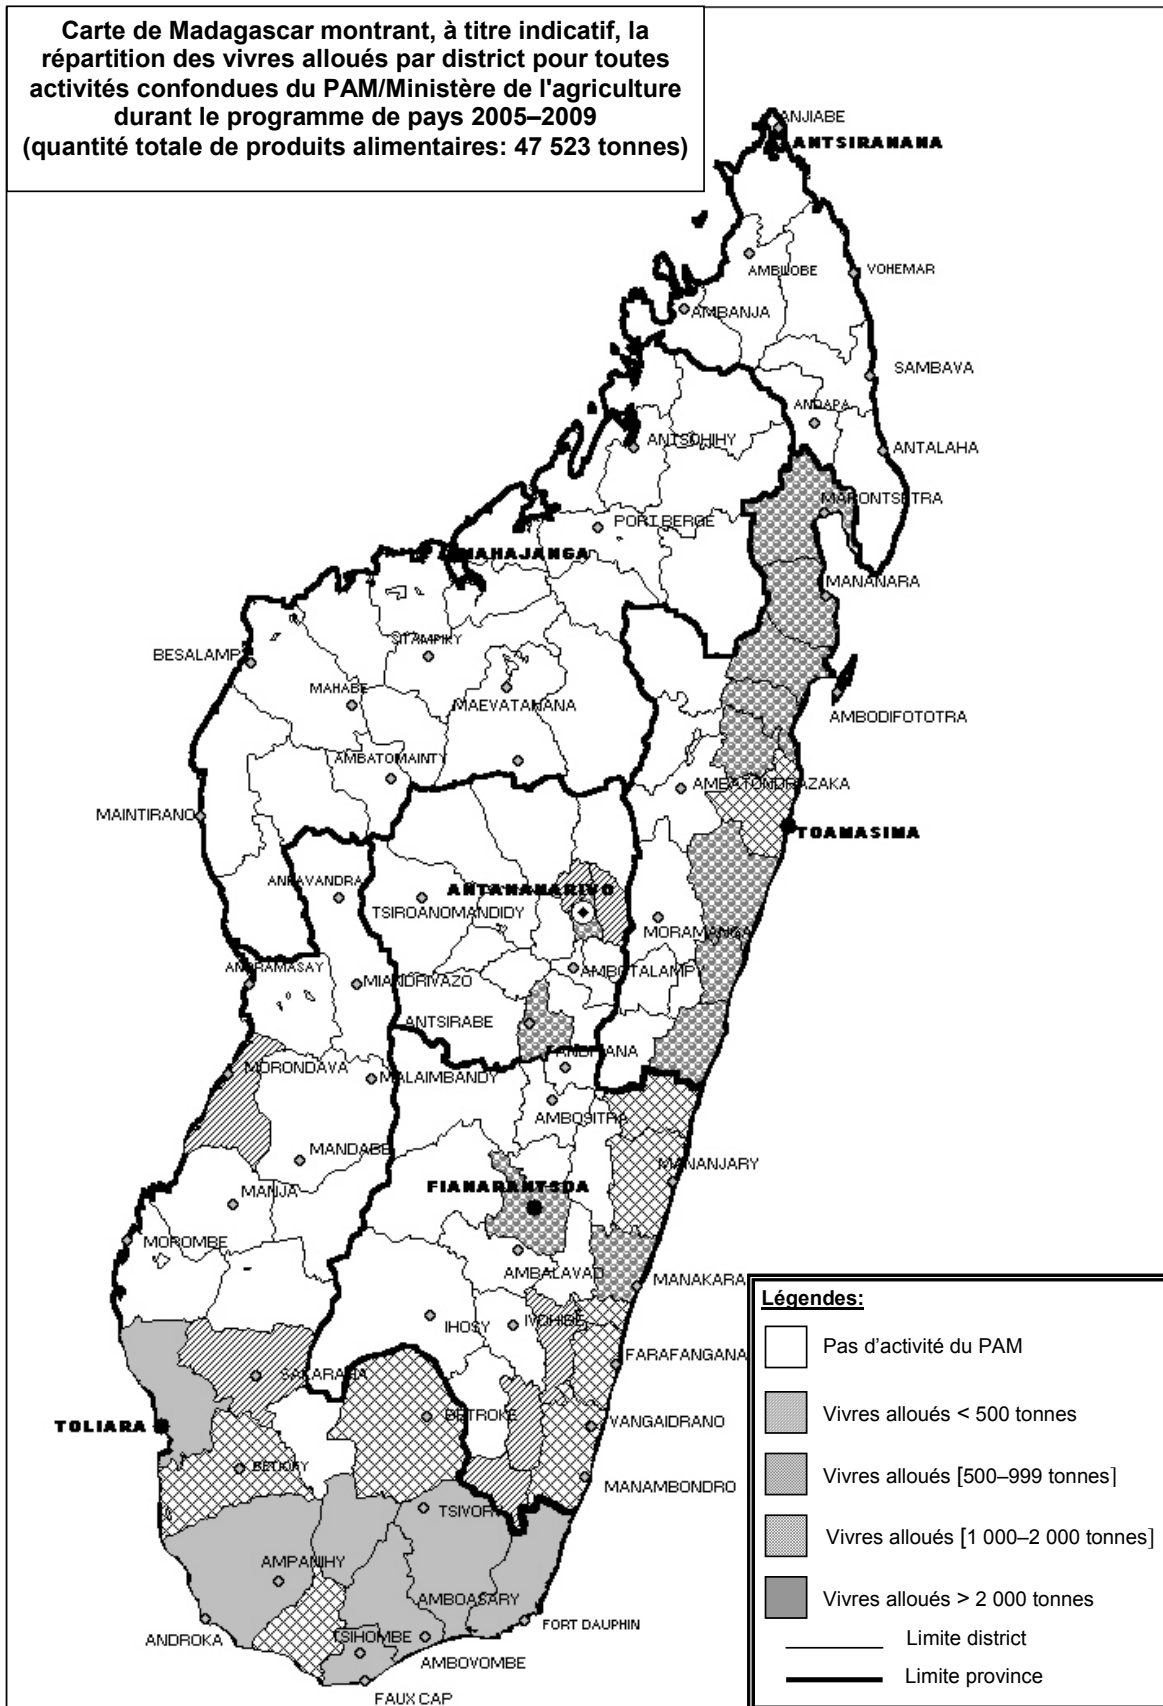 Carte de Madagascar montrant, à titre indicatif, la
répartition des vivres alloués par district pour toutes
activités confondues du PAM/Ministère de l'agriculture
durant le programme de pays 2005–2009
(quantité totale de produits alimentaires: 47 523 tonnes)
ANJIABE
ANTSIRANANA
AMBILOBE
VOHEMAR
AMBANJA
SAMBAVA
ANDAPA
ANTSOHIHY
ANTALAHA
MARONTSETRA
PORT BERGE
MAHAJANGA
MANANARA
SITAMPIKY
BESALAMPY
MAHABE
MAEVATANANA
AMBODIFOTOTRA
AMBATOMAINTY
AMBATONDRAZAKA
MAINTIRANO
TOAMASINA
ANKAVANDRA
ANTANANARIVO
TSIROANOMANDIDY
MORAMANGA
AMBOTALAMPY
ANDRAMASAY
MIANDRIVAZO
ANTSIRABE
FANDRIANA
MORONDAVA
MALAIMBANDY
AMBOSITRA
MANDABE
MANANJARY
FIANARANTSOA
MANJA
MOROMBE
AMBALAVAO
MANAKARA
IHOSY
IVOHIBE
FARAFANGANA
SAKARAHA
BETROKE
TOLIARA
VANGAIDRANO
BETIOKY
MANAMBONDRO
TSIVORY
AMPANIHY
AMBOASARY
ANDROKA
TSIHOMBE
FORT DAUPHIN
AMBOVOMBE
FAUX CAP
Légendes:
Pas d'activité du PAM
Vivres alloués < 500 tonnes
Vivres alloués [500–999 tonnes]
Vivres alloués [1 000–2 000 tonnes]
Vivres alloués > 2 000 tonnes
Limite district
Limite province